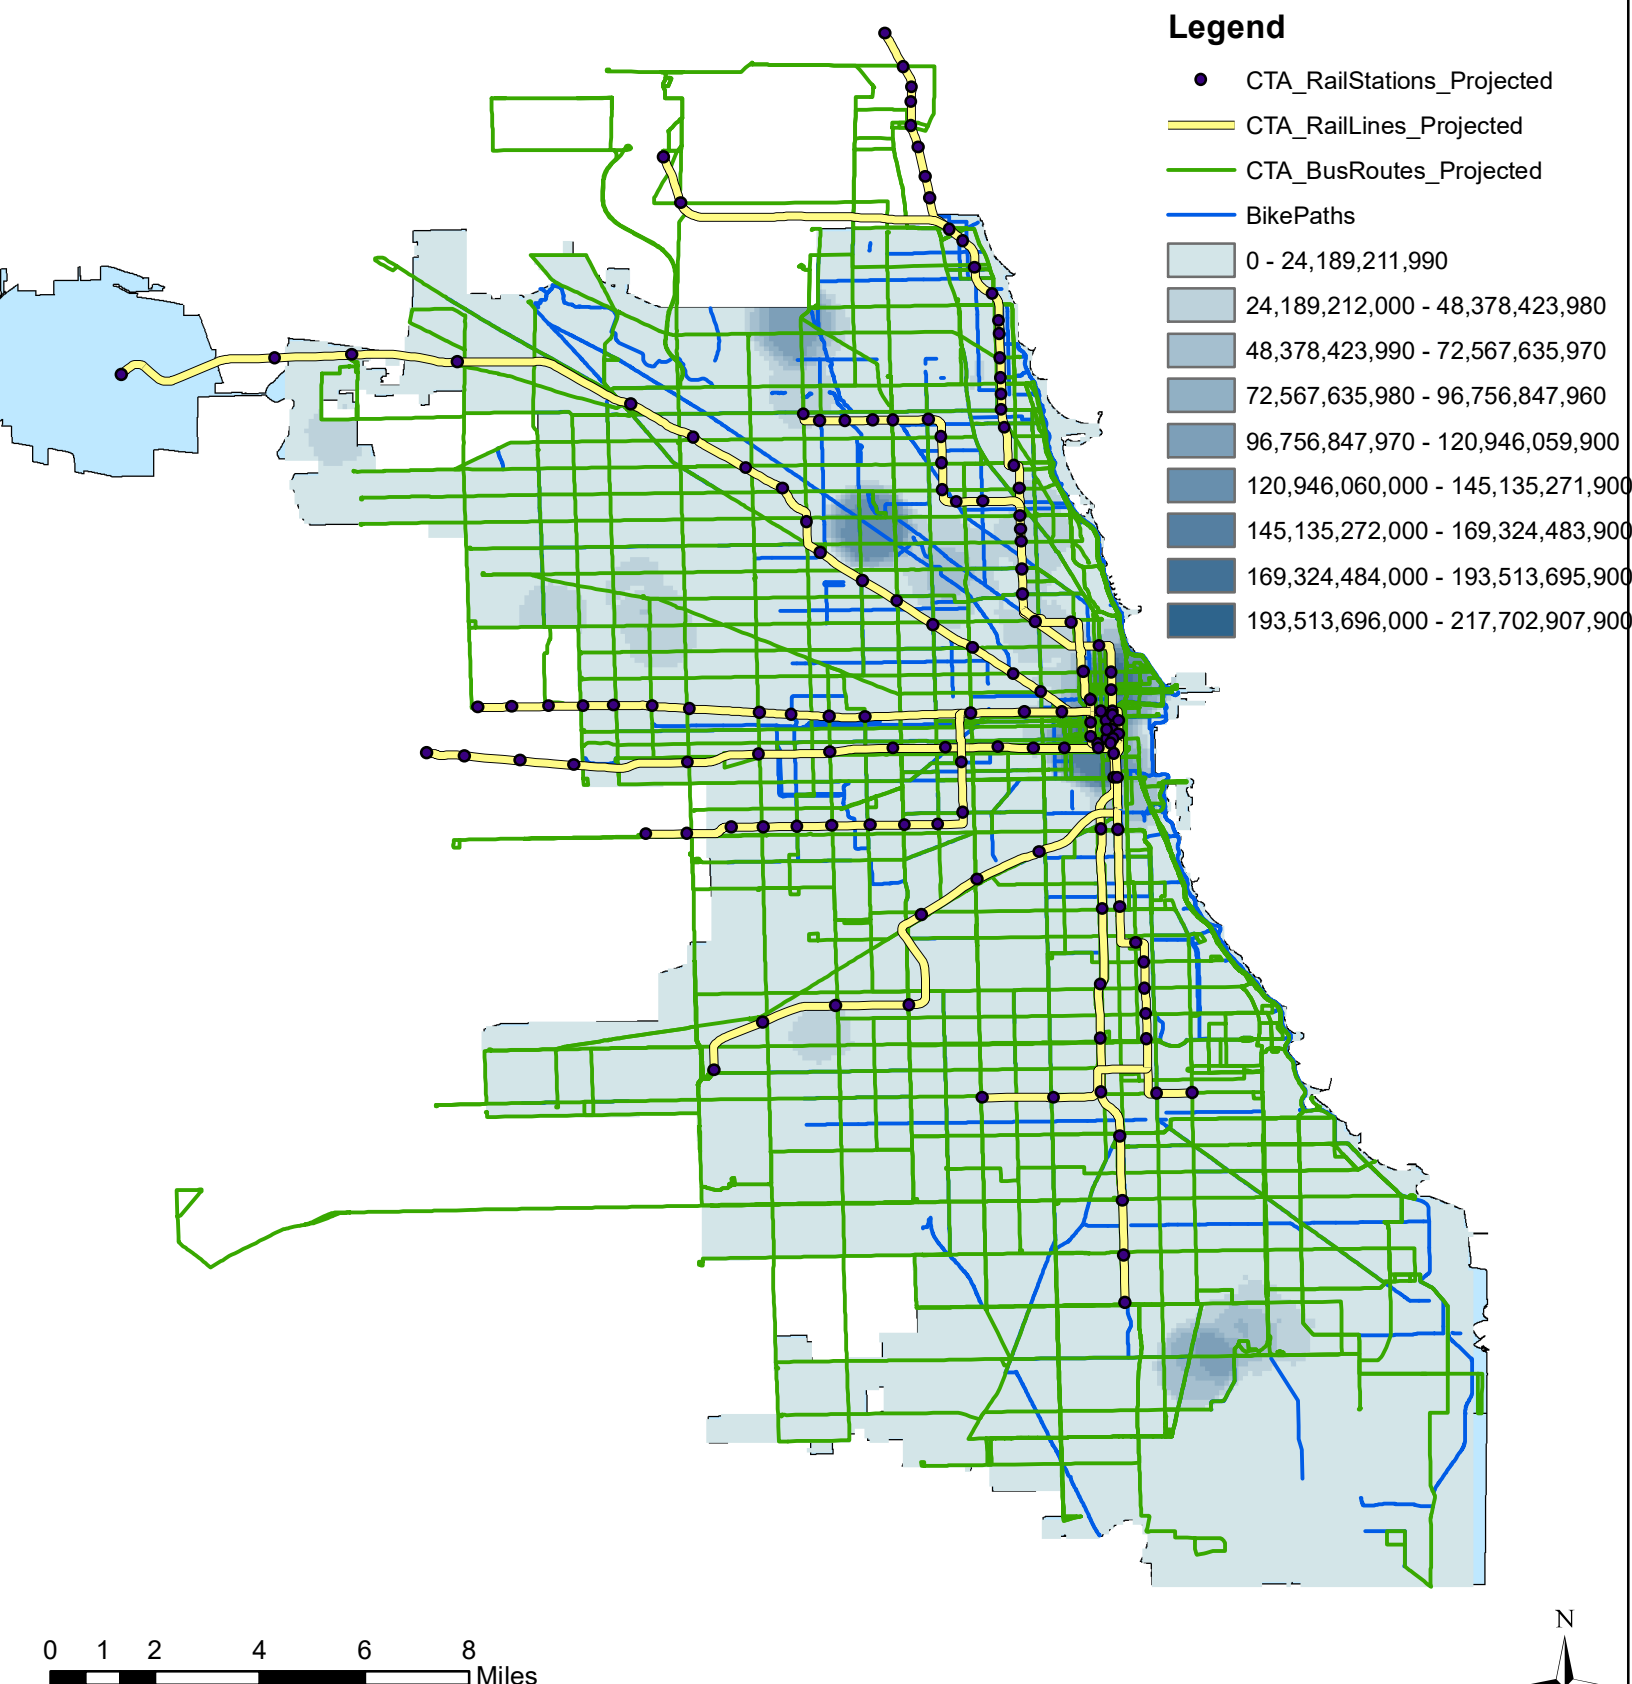 Legend
CTA_RailStations_Projected
CTA_RailLines_Projected
CTA_BusRoutes_Projected
BikePaths
0 - 24,189,211,990
24,189,212,000 - 48,378,423,980
48,378,423,990 - 72,567,635,970
72,567,635,980 - 96,756,847,960
96,756,847,970 - 120,946,059,900
120,946,060,000 - 145,135,271,900
145,135,272,000 - 169,324,483,900
169,324,484,000 - 193,513,695,900
193,513,696,000 - 217,702,907,900
N
0 1 2 4 6 8
Miles